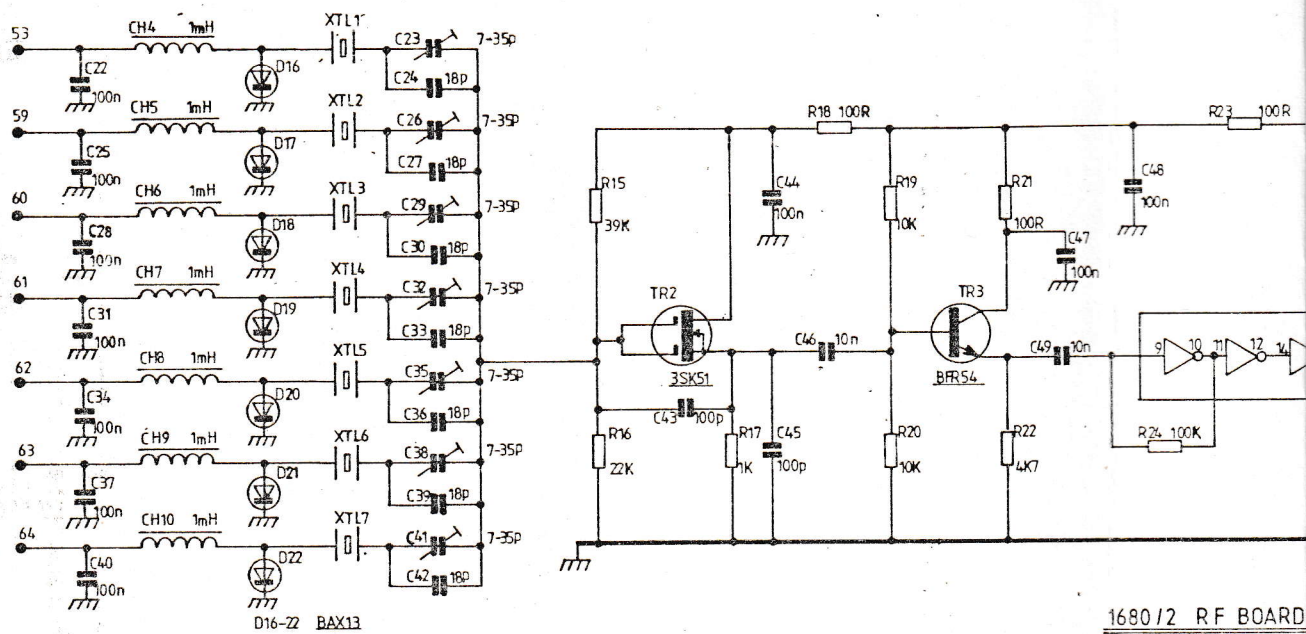 53 CH4 1mH XTL1 C23 7-35p
C22 100n D16 C24 18p
59 CH5 1mH XTL2 C26 7-35P
C25 100n D17 C27 18p
60 CH6 1mH XTL3 C29 7-35P
C28 100n D18 C30 18p
61 CH7 1mH XTL4 C32 7-35P
C31 100n D19 C33 18p
62 CH8 1mH XTL5 C35 7-35P
C34 100n D20 C36 18p
63 CH9 1mH XTL6 C38 7-35P
C37 100n D21 C39 18p
64 CH10 1mH XTL7 C41 7-35P
C40 100n D22 C42 18P
D16-22 BAX13
R18 100R R23 100R
R15 39K C44 100n R19 10K R21 100R C48 100n
C47 100n
TR2 3SK51 C46 10n TR3 BFR54 C49 10n 9 10 11 12 14
C43 100p
R16 22K R17 1K C45 100p R20 10K R22 4K7 R24 100K
1680/2 RF BOARD